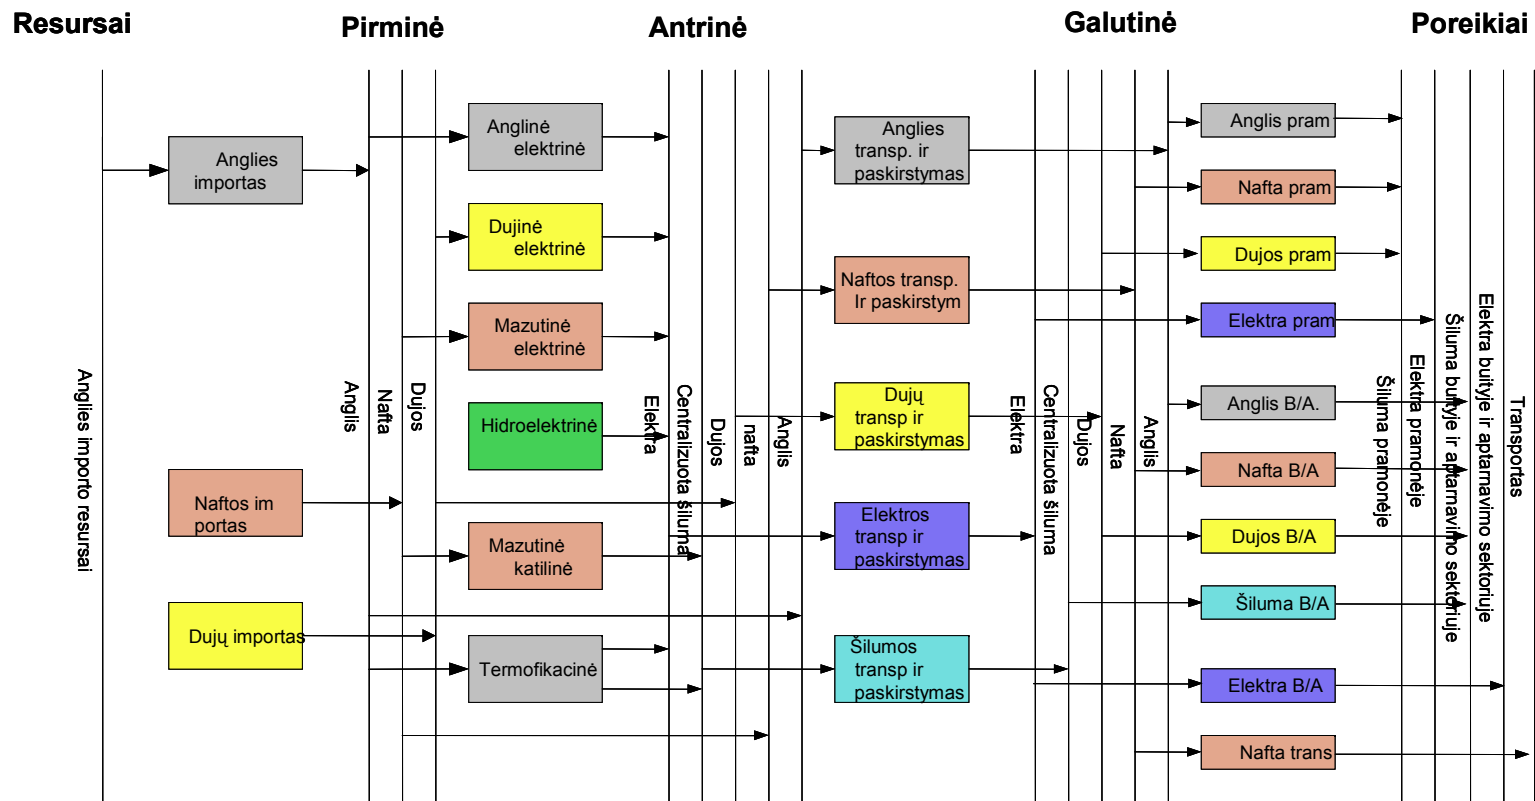 Resursai
Pirminė
Antrinė
Galutinė
Poreikiai
Anglies importo resursai
Anglies
importas
Naftos im
portas
Dujų importas
Anglis
Nafta
Dujos
Anglinė
elektrinė
Dujinė
elektrinė
Mazutinė
elektrinė
Hidroelektrinė
Mazutinė
katilinė
Termofikacinė
Elektra
Centralizuota šiluma
Dujos
nafta
Anglis
Anglies
transp. ir
paskirstymas
Naftos transp.
Ir paskirstym
Dujų
transp ir
paskirstymas
Elektros
transp ir
paskirstymas
Šilumos
transp ir
paskirstymas
Elektra
Centralizuota šiluma
Dujos
Nafta
Anglis
Anglis pram
Nafta pram
Dujos pram
Elektra pram
Anglis B/A.
Nafta B/A
Dujos B/A
Šiluma B/A
Elektra B/A
Nafta trans
Šiluma pramonėje
Elektra pramonėje
Šiluma buityje ir aptarnavimo sektoriuje
Elektra buityje ir aptarnavimo sektoriuje
Transportas